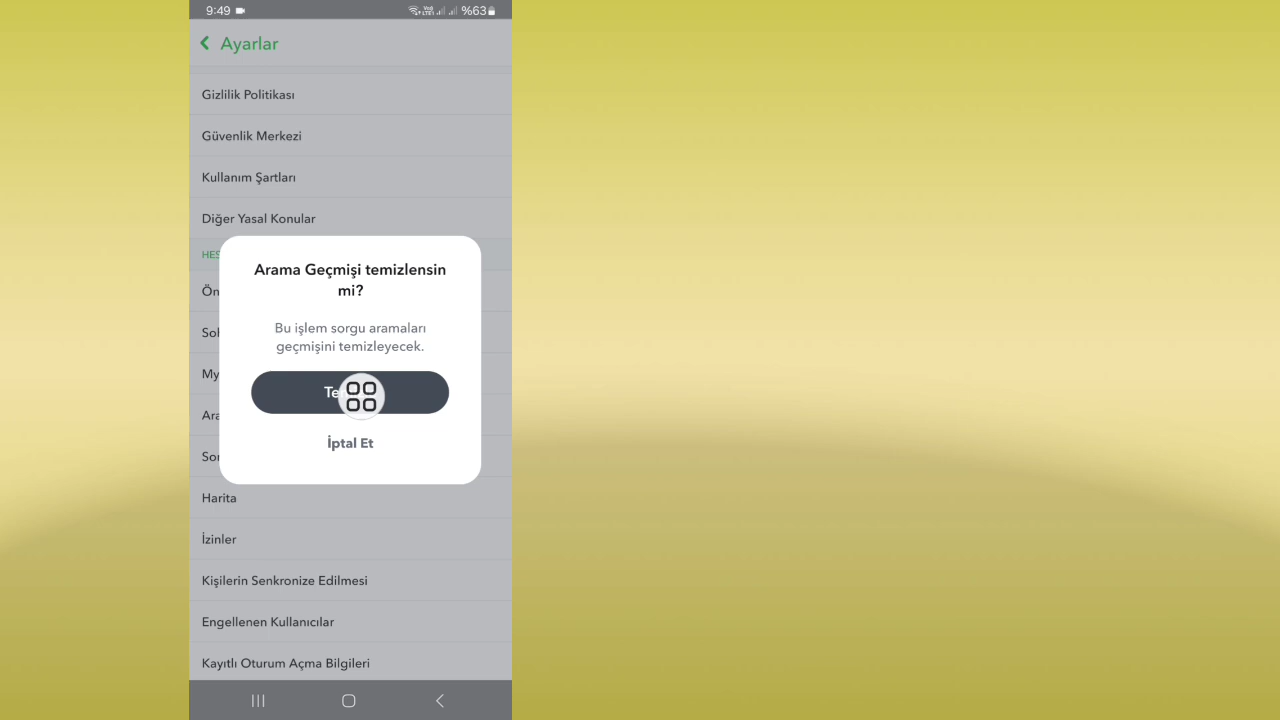 9:49
%63
Ayarlar
Gizlilik Politikası
Güvenlik Merkezi
Kullanım Şartları
Diğer Yasal Konular
Arama Geçmişi temizlensin
mi?
Bu işlem sorgu aramaları
geçmişini temizleyecek.
İptal Et
Harita
İzinler
Kişilerin Senkronize Edilmesi
Engellenen Kullanıcılar
Kayıtlı Oturum Açma Bilgileri